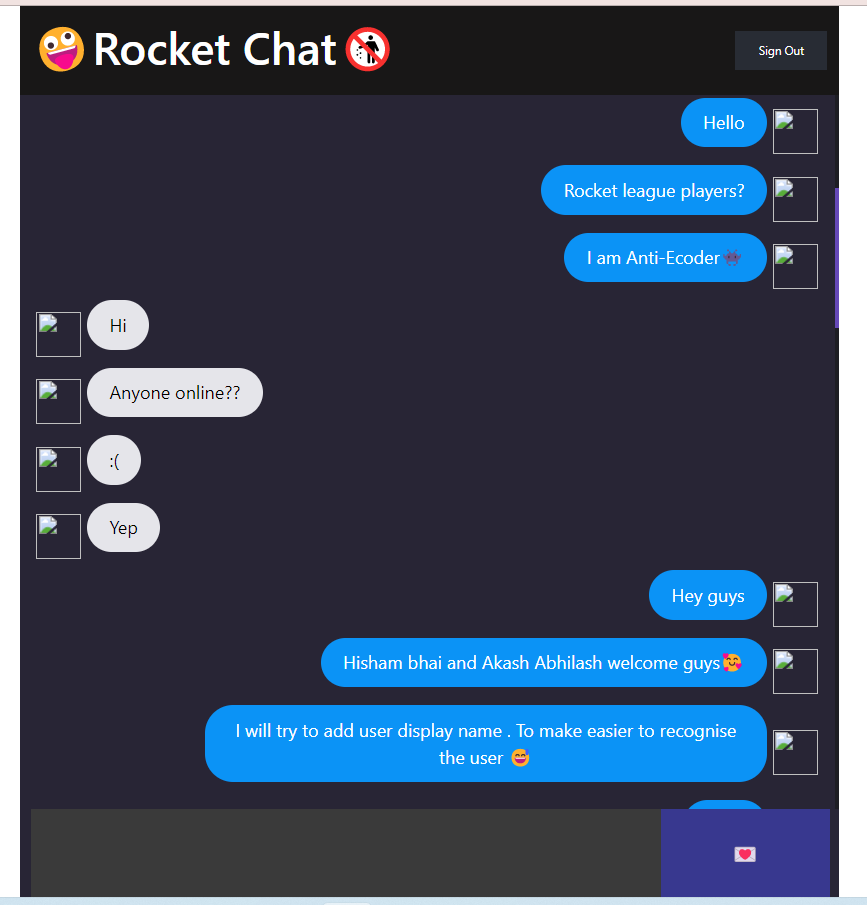 🤪 Rocket Chat 🚯
Sign Out
Hello
Rocket league players?
I am Anti-Ecoder👾
Hi
Anyone online??
:(
Yep
Hey guys
Hisham bhai and Akash Abhilash welcome guys🥰
I will try to add user display name . To make easier to recognise
the user 😅
💌